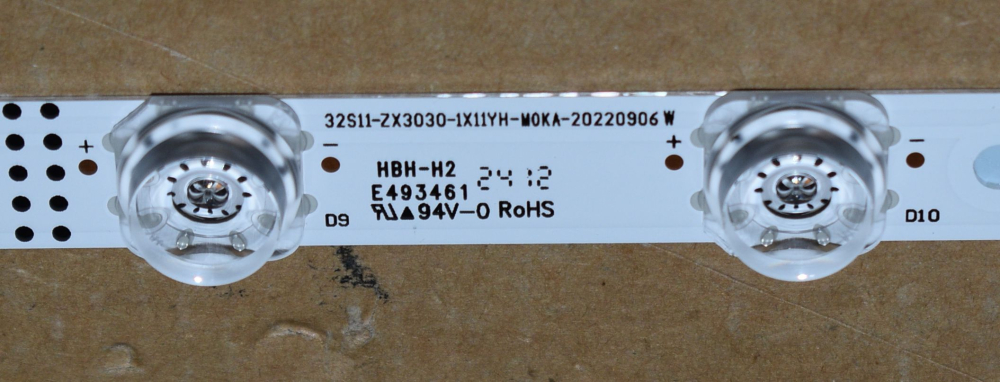 32S11-ZX3030-1X11YH-M0KA-20220906 W
+ - + -
HBH-H2 2412
E493461
▲94V-0 RoHS
D9 D10